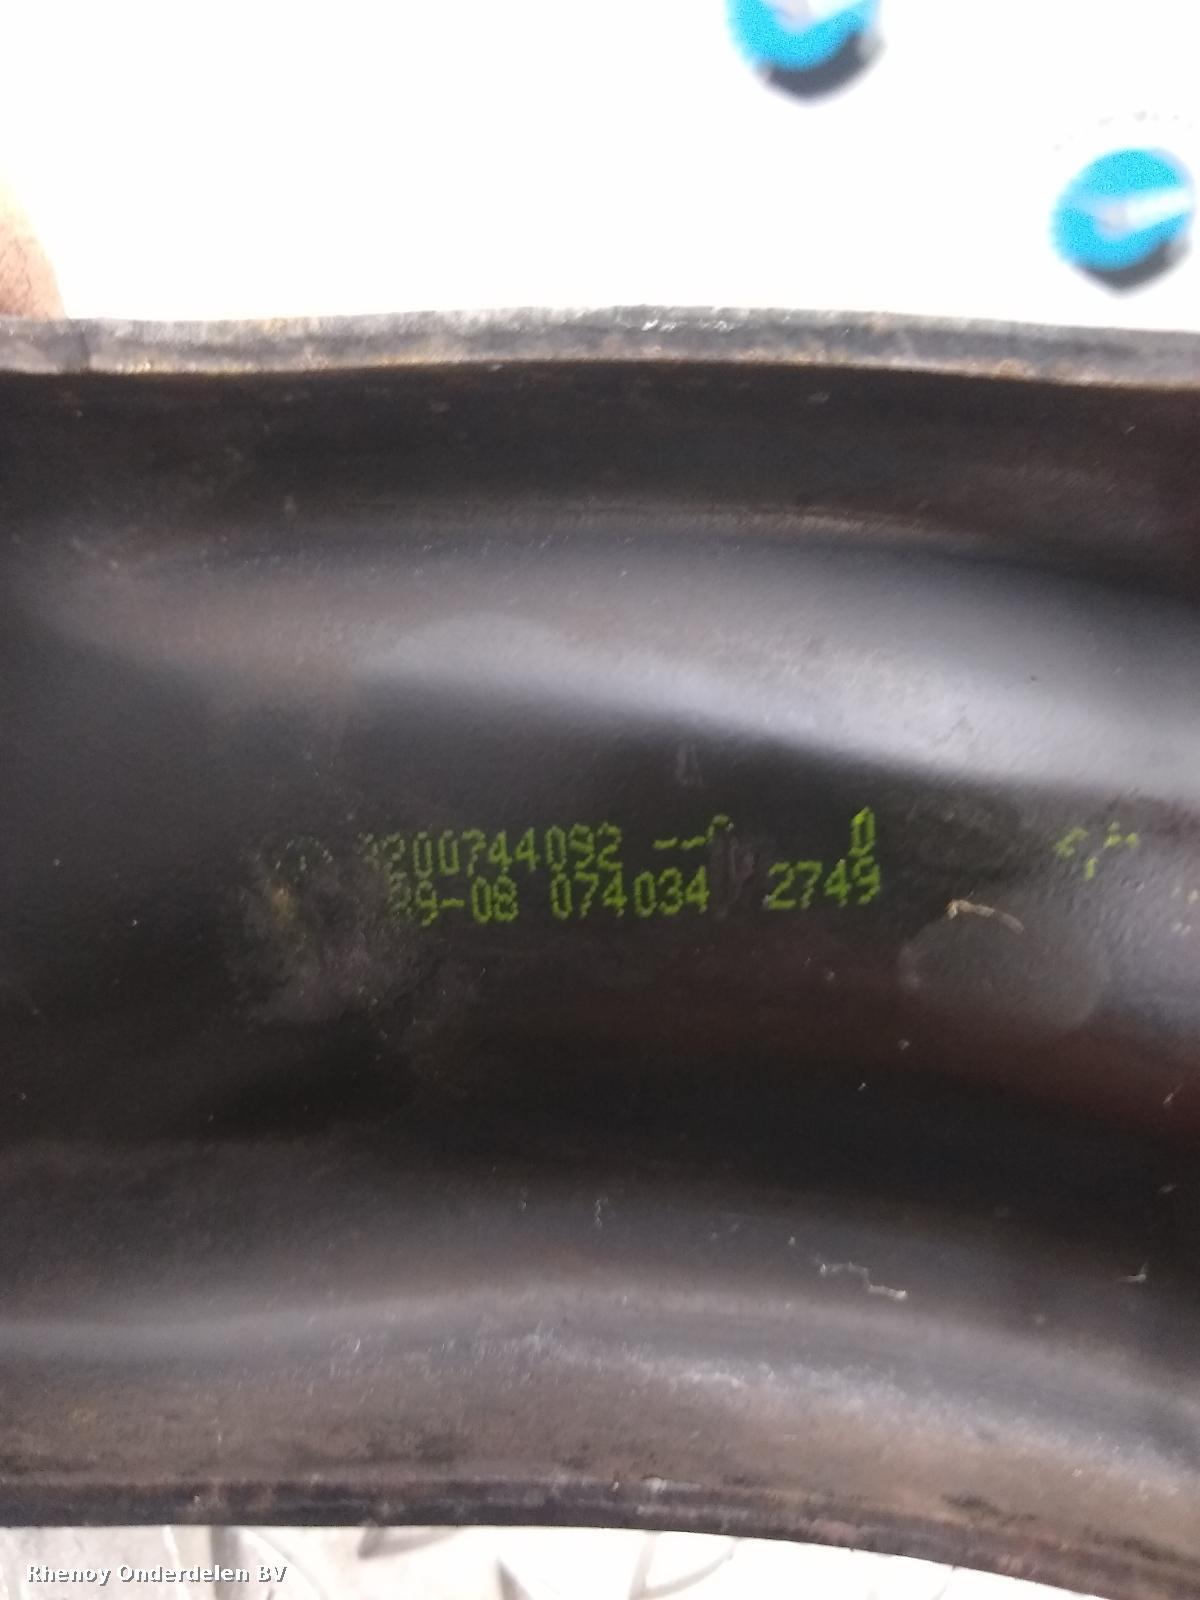 8200744092 --C D
09-08 074034 2749
Rhenoy Onderdelen BV